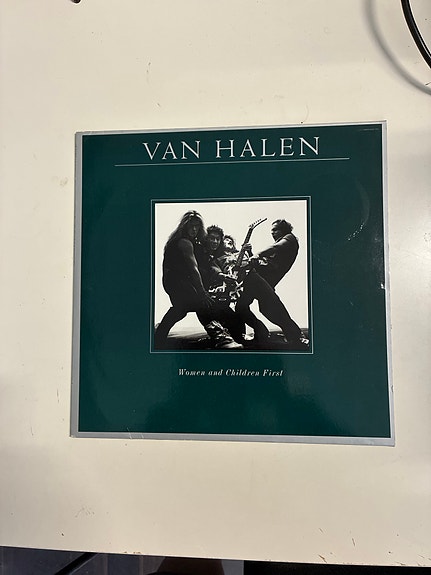 VAN HALEN
Women and Children First